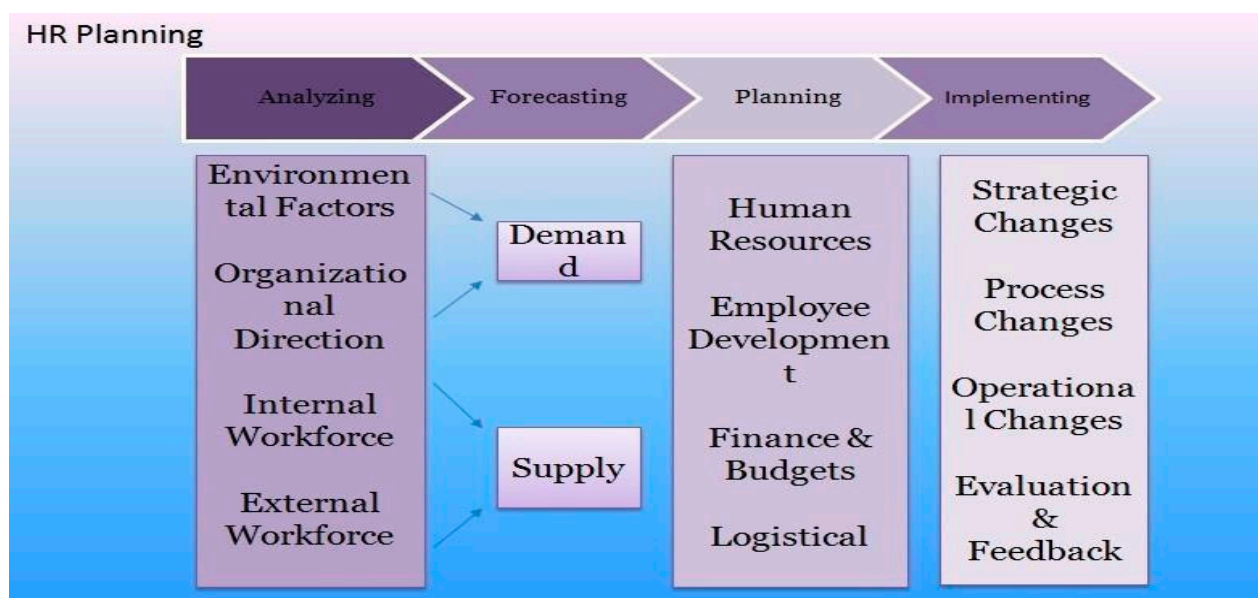 HR Planning
Analyzing
Forecasting
Planning
Implementing
Environmen
tal Factors
Organizatio
nal
Direction
Internal
Workforce
External
Workforce
Deman
d
Supply
Human
Resources
Employee
Developmen
t
Finance &
Budgets
Logistical
Strategic
Changes
Process
Changes
Operationa
l Changes
Evaluation
&
Feedback